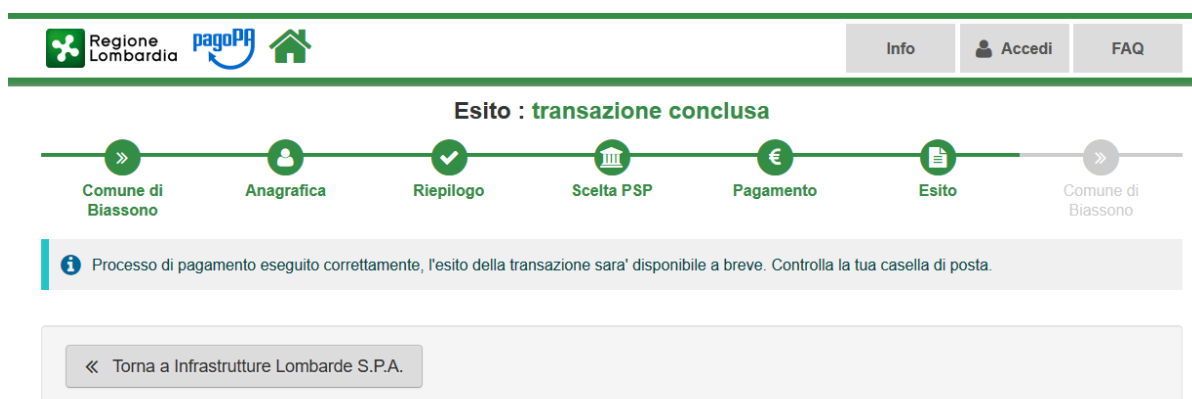 Regione
Lombardia
pagoPA
Info
Accedi
FAQ
Esito : transazione conclusa
Comune di
Biassono
Anagrafica
Riepilogo
Scelta PSP
Pagamento
Esito
Comune di
Biassono
Processo di pagamento eseguito correttamente, l'esito della transazione sara' disponibile a breve. Controlla la tua casella di posta.
« Torna a Infrastrutture Lombarde S.P.A.